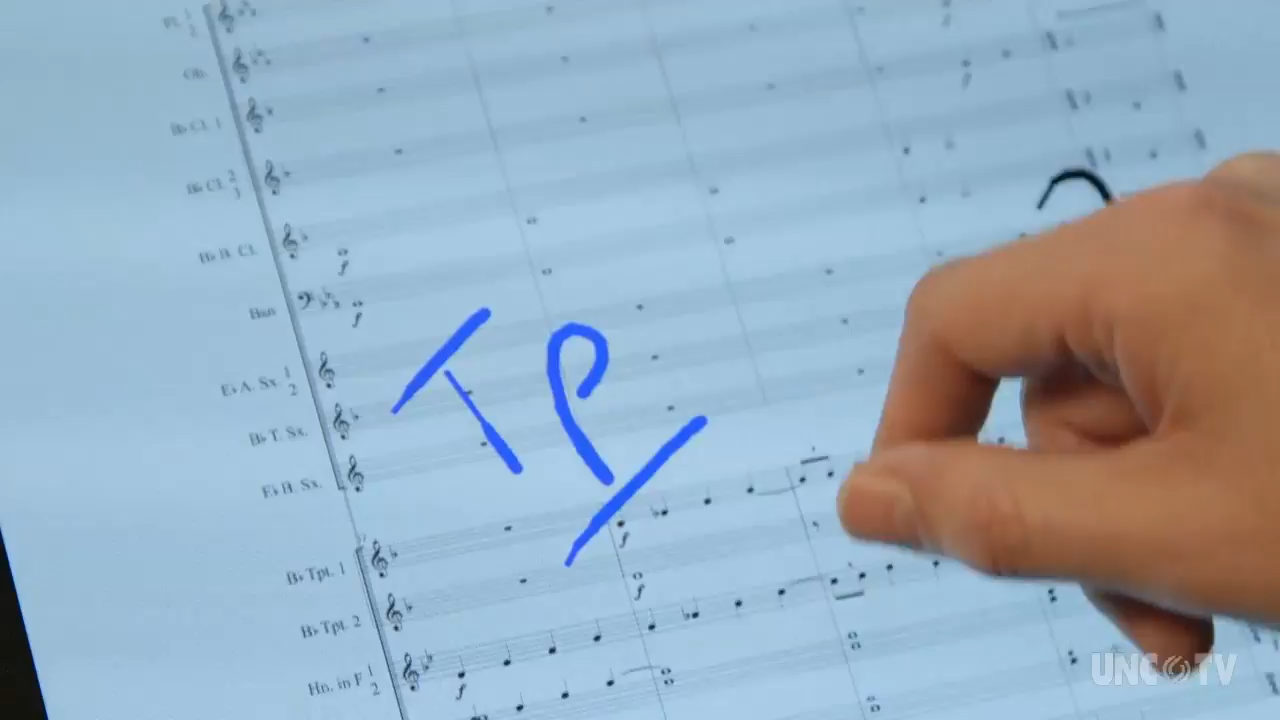 Fl. 1 2
Ob.
B♭ Cl. 1
B♭ Cl. 2 3
B♭ B. Cl.
Bsn
E♭ A. Sx. 1 2
B♭ T. Sx.
E♭ B. Sx.
TP
B♭ Tpt. 1
B♭ Tpt. 2
Hn. in F 1 2
UNC TV